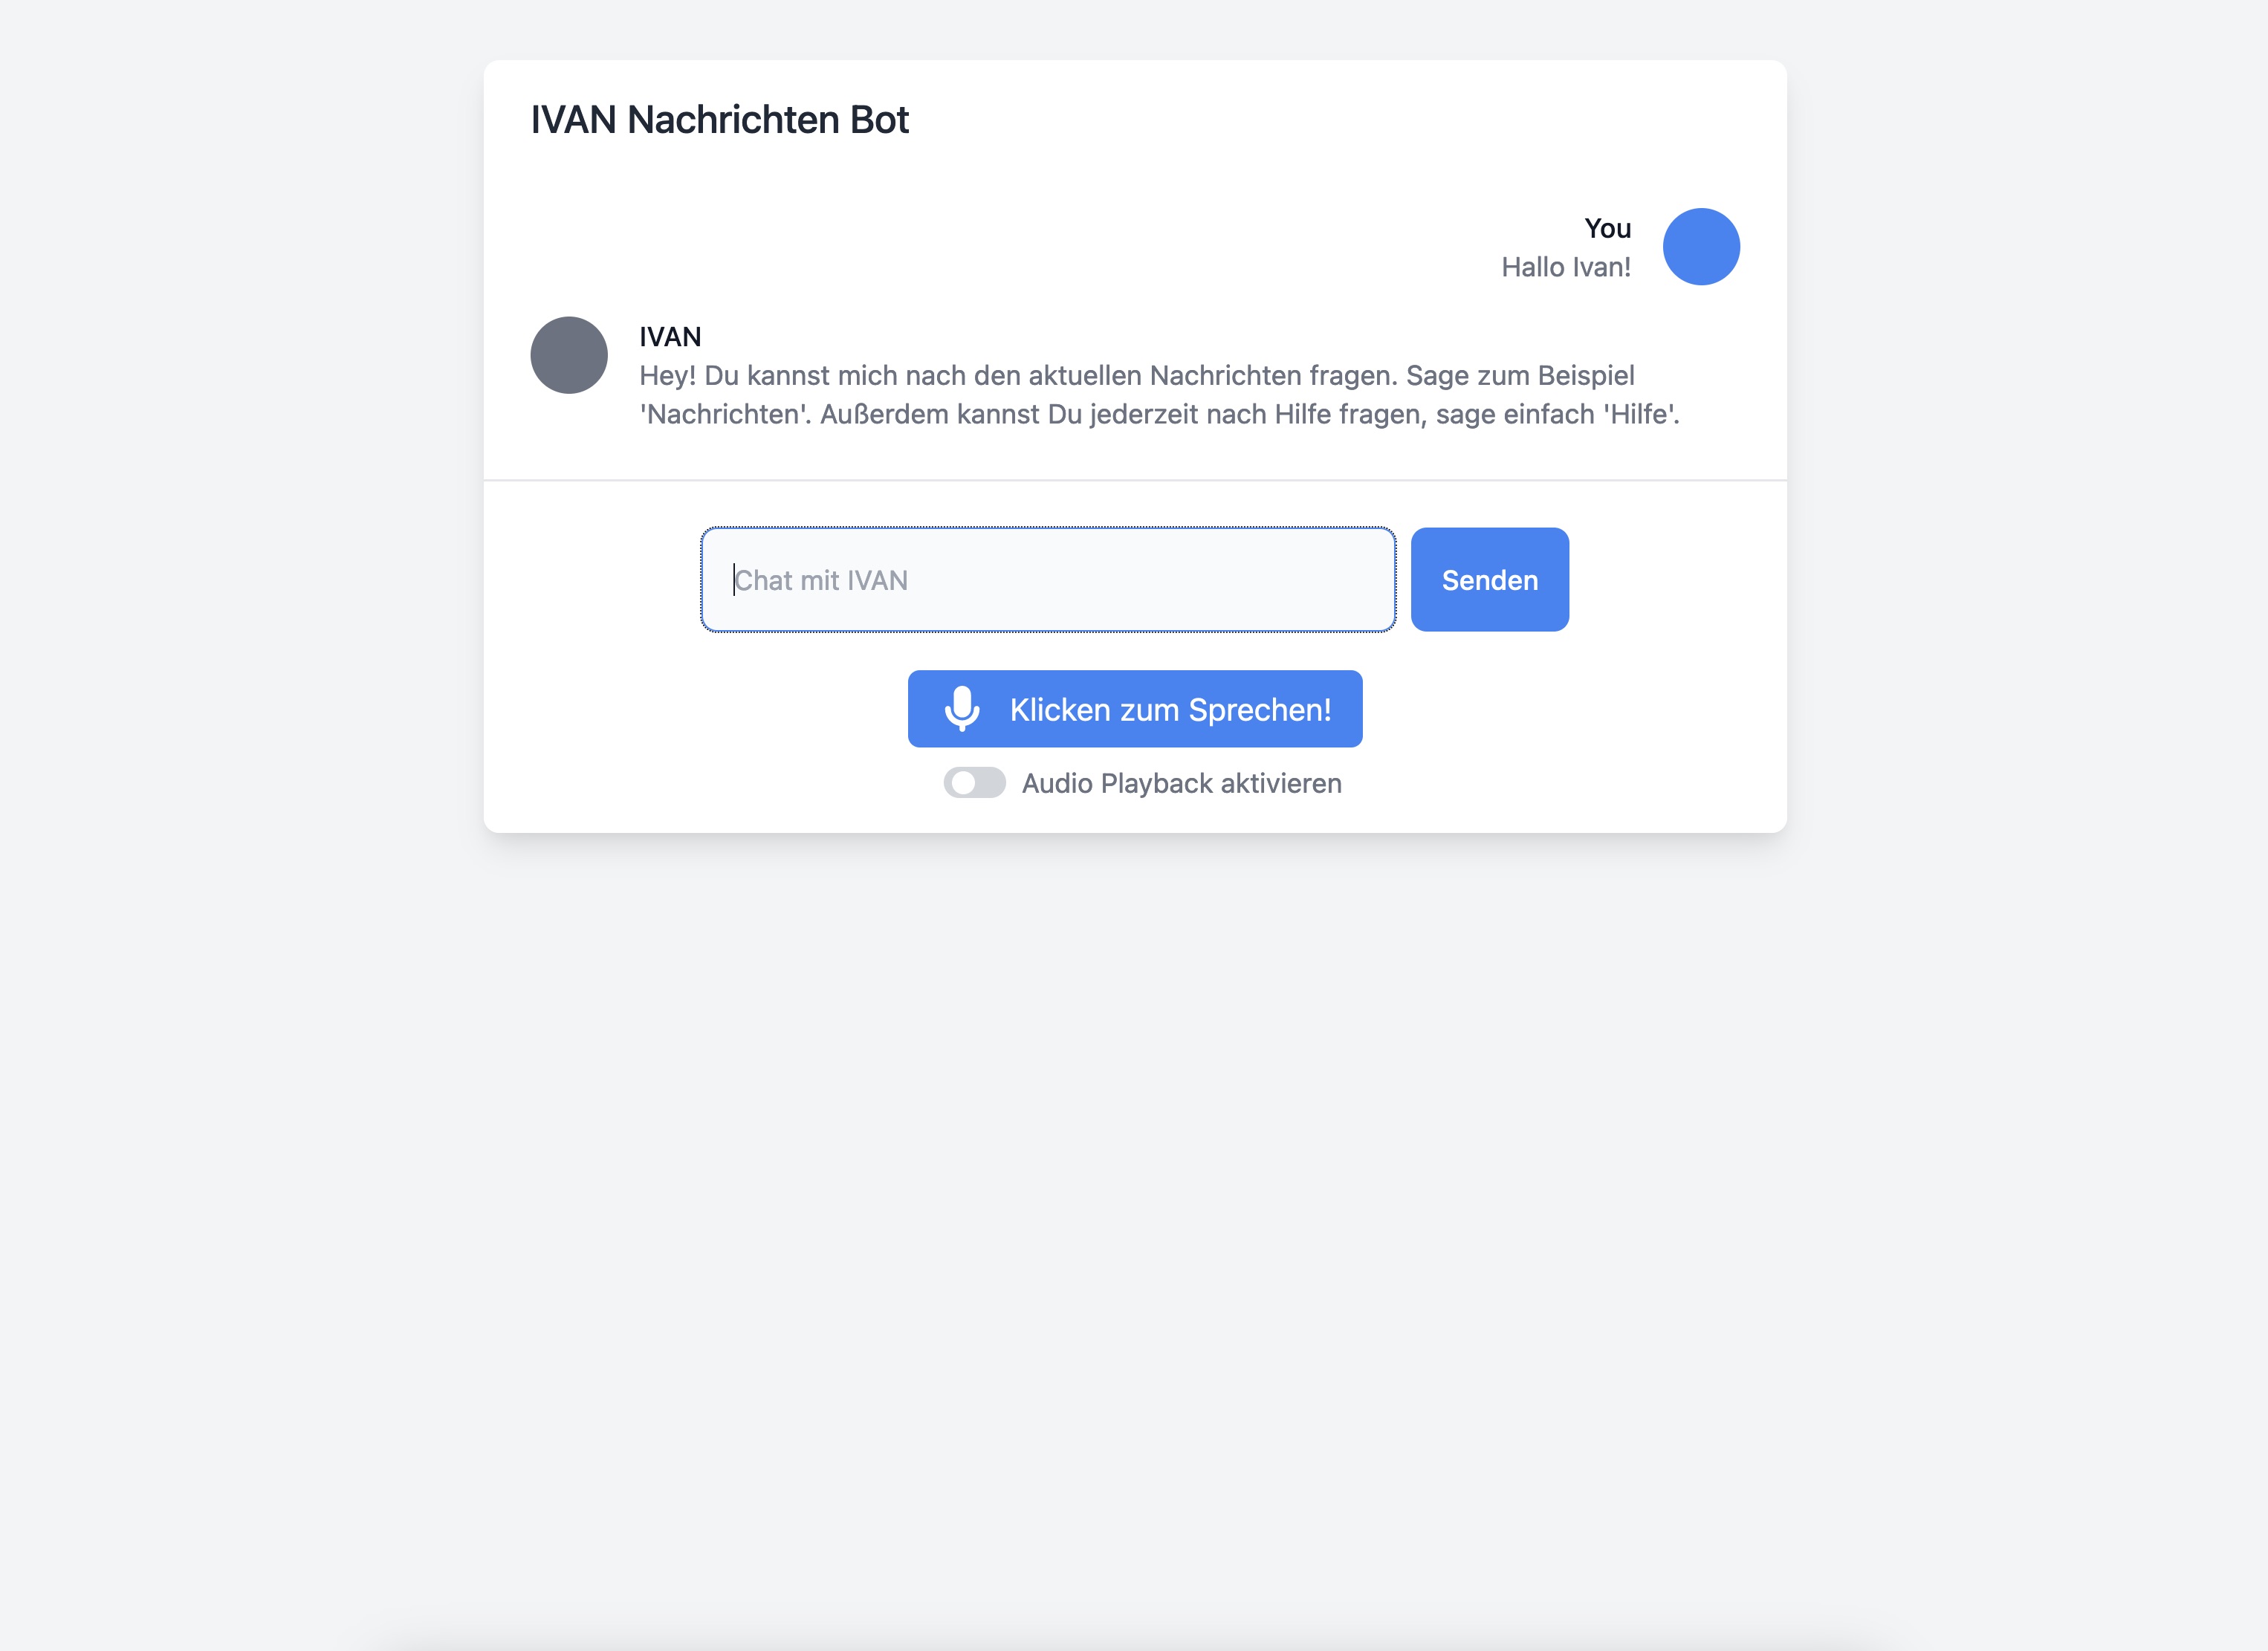 IVAN Nachrichten Bot
You
Hallo Ivan!
IVAN
Hey! Du kannst mich nach den aktuellen Nachrichten fragen. Sage zum Beispiel
'Nachrichten'. Außerdem kannst Du jederzeit nach Hilfe fragen, sage einfach 'Hilfe'.
Chat mit IVAN
Senden
Klicken zum Sprechen!
Audio Playback aktivieren